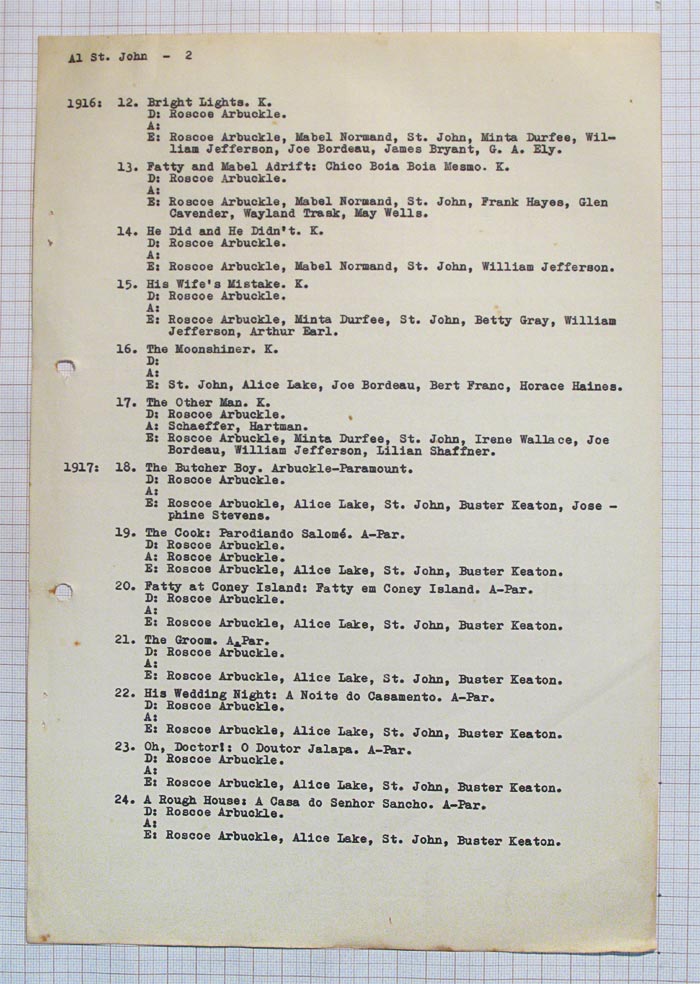 Al St. John - 2
1916: 12. Bright Lights. K.
D: Roscoe Arbuckle.
A:
E: Roscoe Arbuckle, Mabel Normand, St. John, Minta Durfee, Wil-
liam Jefferson, Joe Bordeau, James Bryant, G. A. Ely.
13. Fatty and Mabel Adrift: Chico Boia Boia Mesmo. K.
D: Roscoe Arbuckle.
A:
E: Roscoe Arbuckle, Mabel Normand, St. John, Frank Hayes, Glen
Cavender, Wayland Trask, May Wells.
14. He Did and He Didn't. K.
D: Roscoe Arbuckle.
A:
E: Roscoe Arbuckle, Mabel Normand, St. John, William Jefferson.
15. His Wife's Mistake. K.
D: Roscoe Arbuckle.
A:
E: Roscoe Arbuckle, Minta Durfee, St. John, Betty Gray, William
Jefferson, Arthur Earl.
16. The Moonshiner. K.
D:
A:
E: St. John, Alice Lake, Joe Bordeau, Bert Franc, Horace Haines.
17. The Other Man. K.
D: Roscoe Arbuckle.
A: Schaeffer, Hartman.
E: Roscoe Arbuckle, Minta Durfee, St. John, Irene Wallace, Joe
Bordeau, William Jefferson, Lilian Shaffner.
1917: 18. The Butcher Boy. Arbuckle-Paramount.
D: Roscoe Arbuckle.
A:
E: Roscoe Arbuckle, Alice Lake, St. John, Buster Keaton, Jose -
phine Stevens.
19. The Cook: Parodiando Salomé. A-Par.
D: Roscoe Arbuckle.
A: Roscoe Arbuckle.
E: Roscoe Arbuckle, Alice Lake, St. John, Buster Keaton.
20. Fatty at Coney Island: Fatty em Coney Island. A-Par.
D: Roscoe Arbuckle.
A:
E: Roscoe Arbuckle, Alice Lake, St. John, Buster Keaton.
21. The Groom. A-Par.
D: Roscoe Arbuckle.
A:
E: Roscoe Arbuckle, Alice Lake, St. John, Buster Keaton.
22. His Wedding Night: A Noite do Casamento. A-Par.
D: Roscoe Arbuckle.
A:
E: Roscoe Arbuckle, Alice Lake, St. John, Buster Keaton.
23. Oh, Doctor!: O Doutor Jalapa. A-Par.
D: Roscoe Arbuckle.
A:
E: Roscoe Arbuckle, Alice Lake, St. John, Buster Keaton.
24. A Rough House: A Casa do Senhor Sancho. A-Par.
D: Roscoe Arbuckle.
A:
E: Roscoe Arbuckle, Alice Lake, St. John, Buster Keaton.